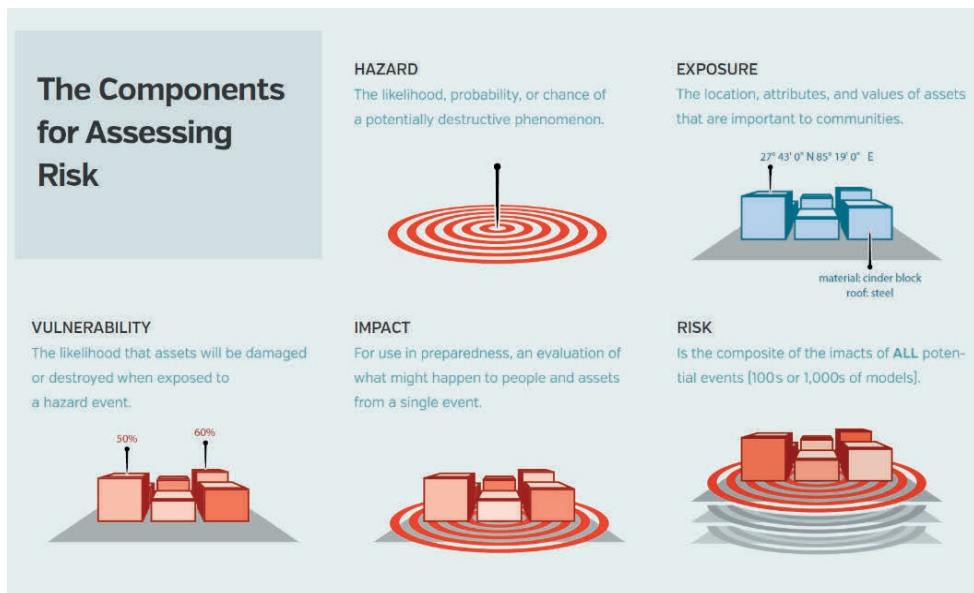 The Components
for Assessing
Risk
HAZARD
The likelihood, probability, or chance of
a potentially destructive phenomenon.
EXPOSURE
The location, attributes, and values of assets
that are important to communities.
27° 43' 0" N 85° 19' 0" E
material: cinder block
roof: steel
VULNERABILITY
The likelihood that assets will be damaged
or destroyed when exposed to
a hazard event.
50%
60%
IMPACT
For use in preparedness, an evaluation of
what might happen to people and assets
from a single event.
RISK
Is the composite of the imacts of ALL poten-
tial events (100s or 1,000s of models).